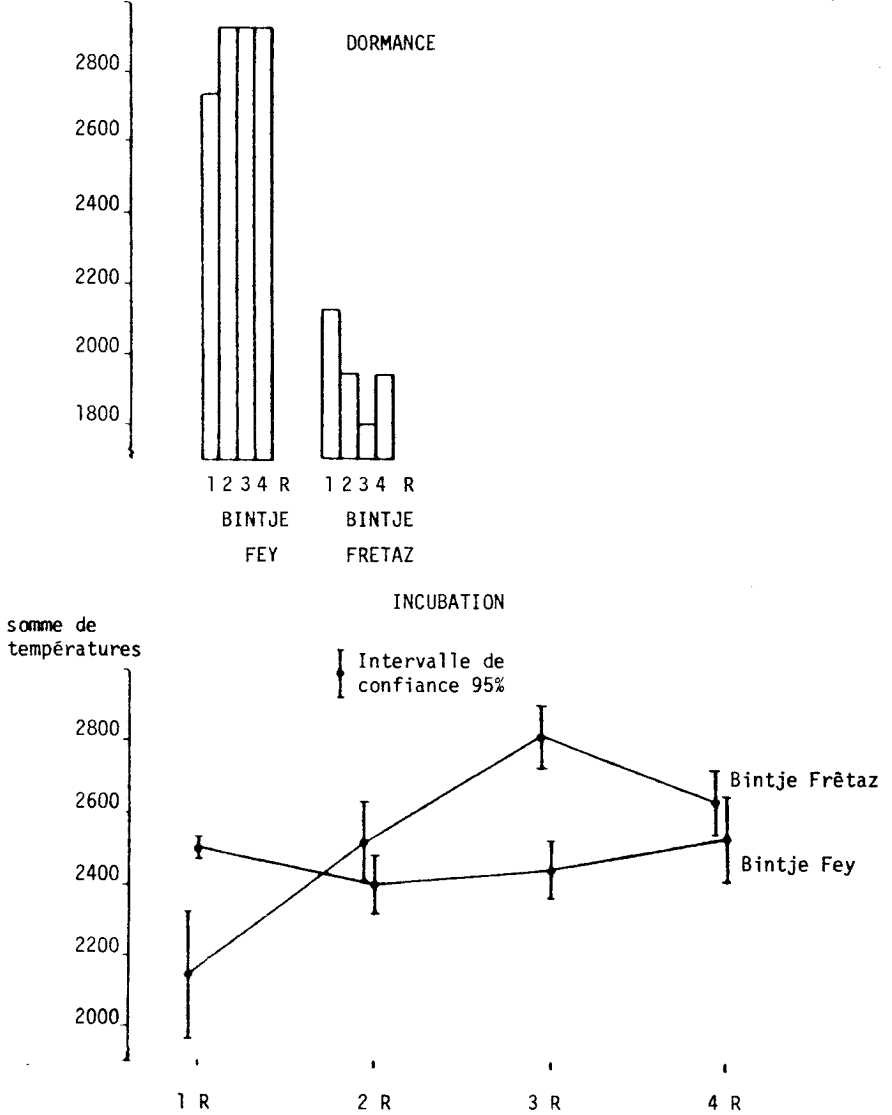 DORMANCE
2800
2600
2400
2200
2000
1800
1 2 3 4 R
1 2 3 4 R
BINTJE
BINTJE
FEY
FRETAZ
INCUBATION
somme de
températures
Intervalle de
confiance 95%
2800
2600
2400
2200
2000
Bintje Frêtaz
Bintje Fey
1 R
2 R
3 R
4 R